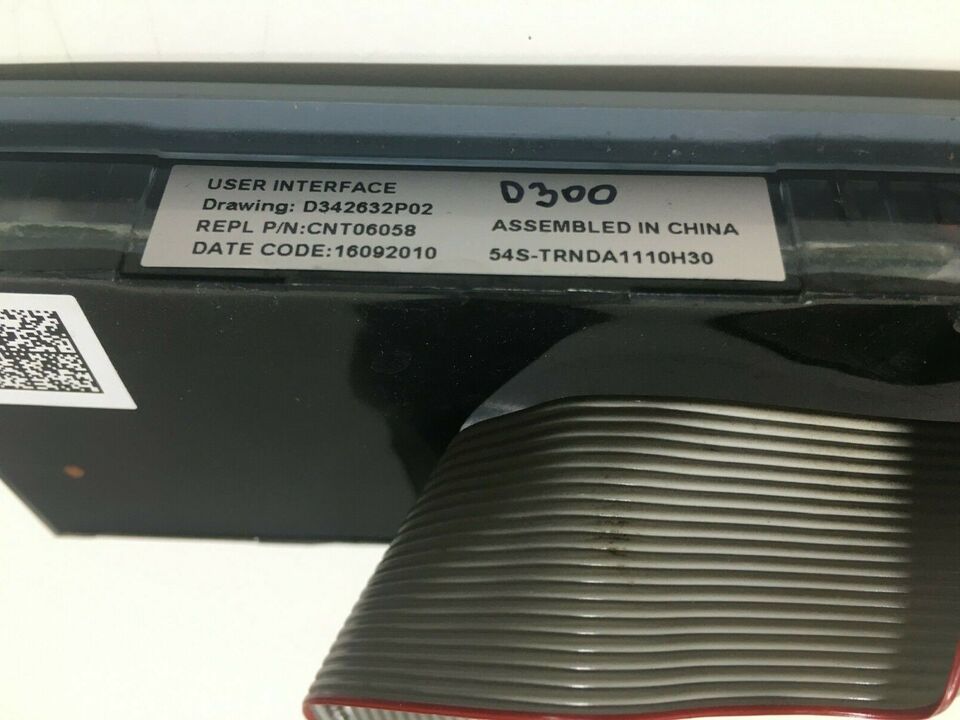 USER INTERFACE
Drawing: D342632P02
REPL P/N:CNT06058
DATE CODE:16092010
D300
ASSEMBLED IN CHINA
54S-TRNDA1110H30